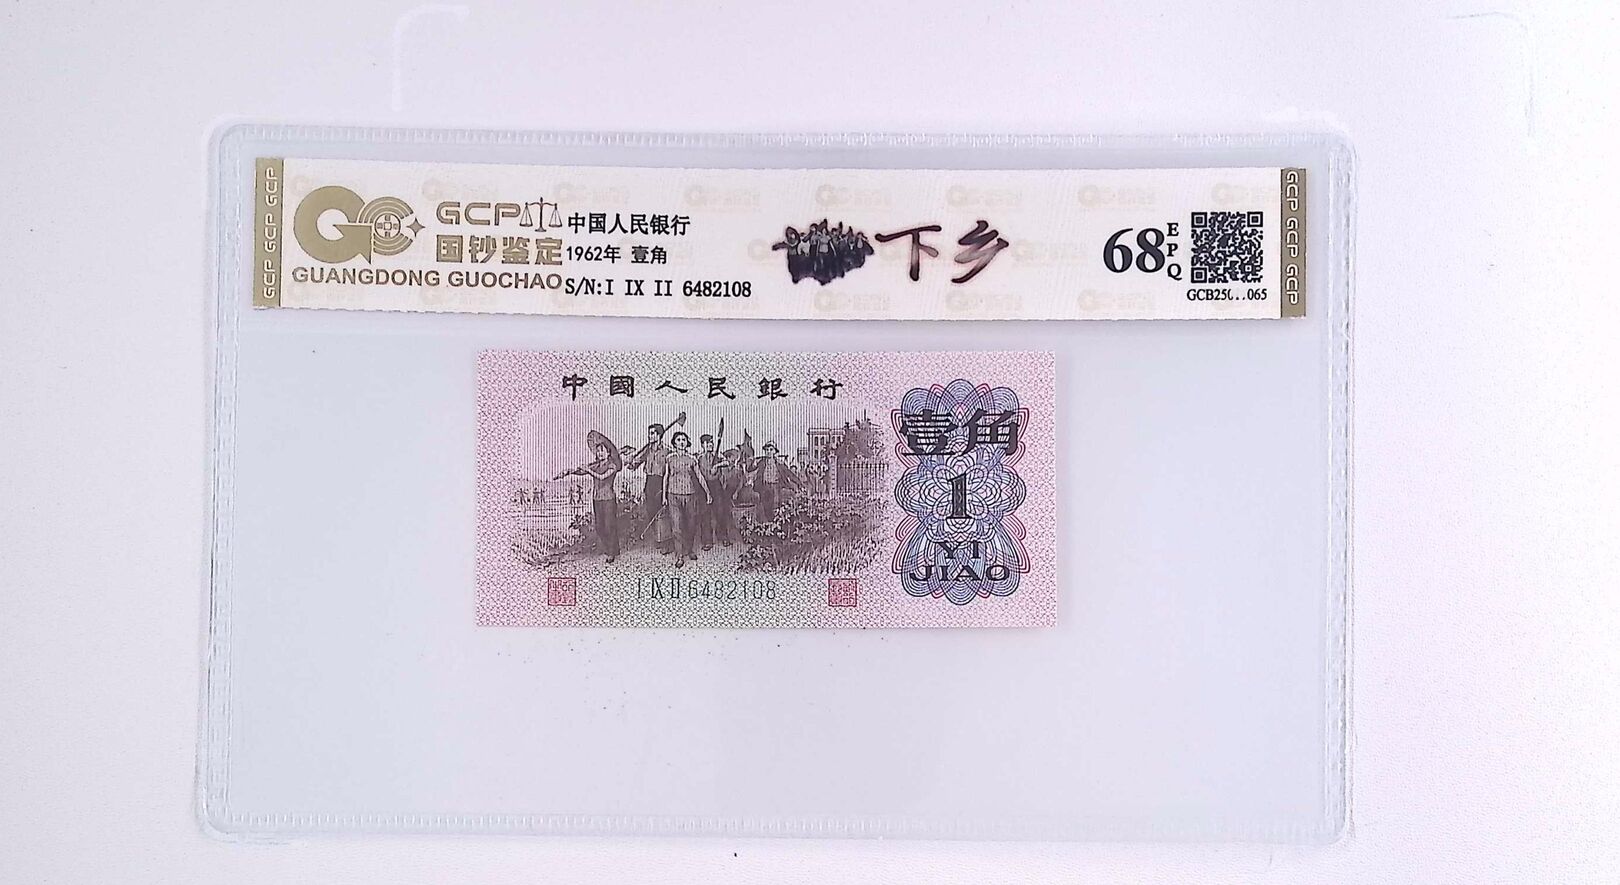 GCP
国钞鉴定
GUANGDONG GUOCHAO
中国人民银行
1962年 壹角
S/N:I IX II 6482108
下乡
68
EPQ
GCP GCP GCP
GCP GCP GCP
中國人民銀行
壹角
1
YI
JIAO
I IX II 6482108